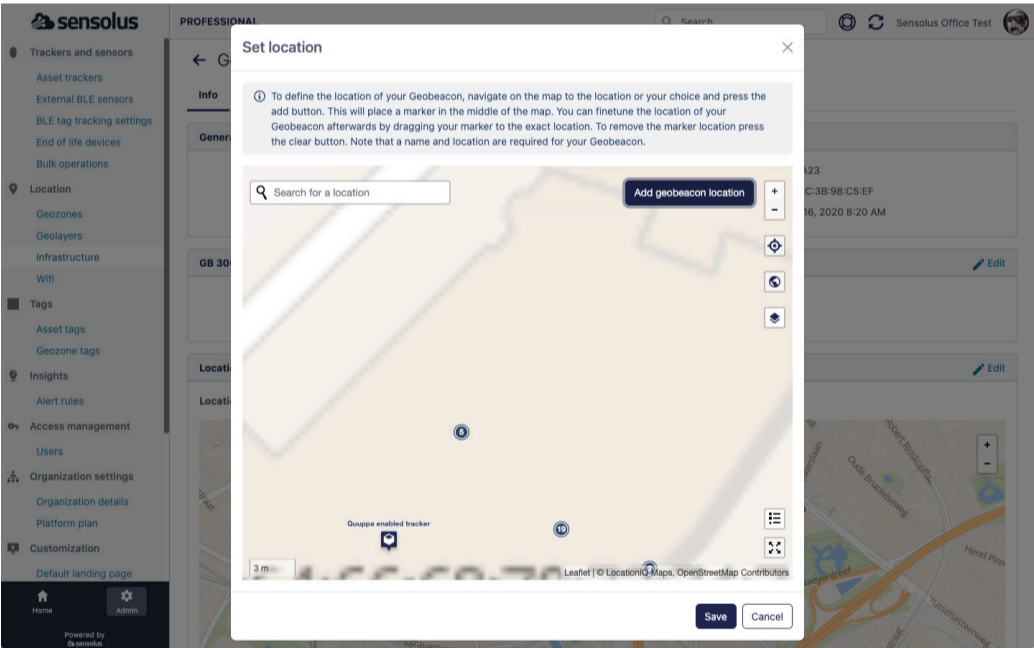 sensolus
PROFESSIONAL
Search
Sensolus Office Test
Trackers and sensors
Asset trackers
External BLE sensors
BLE tag tracking settings
End of life devices
Bulk operations
Location
Geozones
Geolayers
Infrastructure
Wifi
Tags
Asset tags
Geozone tags
Insights
Alert rules
Access management
Users
Organization settings
Organization details
Platform plan
Customization
Default landing page
Home
Admin
Powered by
sensolus
Info
GB 30
Edit
Edit
C:3B:98:C5:EF
16, 2020 8:20 AM
Set location
To define the location of your Geobeacon, navigate on the map to the location or your choice and press the
add button. This will place a marker in the middle of the map. You can finetune the location of your
Geobeacon afterwards by dragging your marker to the exact location. To remove the marker location press
the clear button. Note that a name and location are required for your Geobeacon.
Search for a location
Add geobeacon location
+
-
Quuppa enabled tracker
19
3 m
Leaflet | © LocationIQ Maps, OpenStreetMap Contributors
Save
Cancel
+
-
Robert Rinskopflaan
Oude Brusselseweg
Henri Pire
Brusselsesteenweg